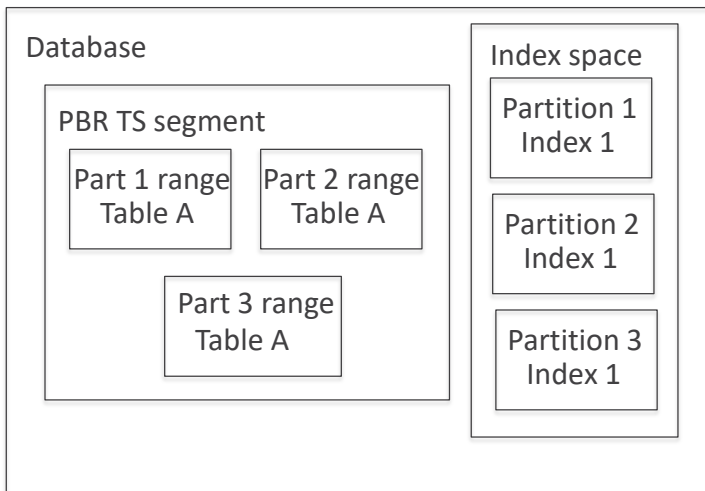 Database
PBR TS segment
Part 1 range
Table A
Part 2 range
Table A
Part 3 range
Table A
Index space
Partition 1
Index 1
Partition 2
Index 1
Partition 3
Index 1